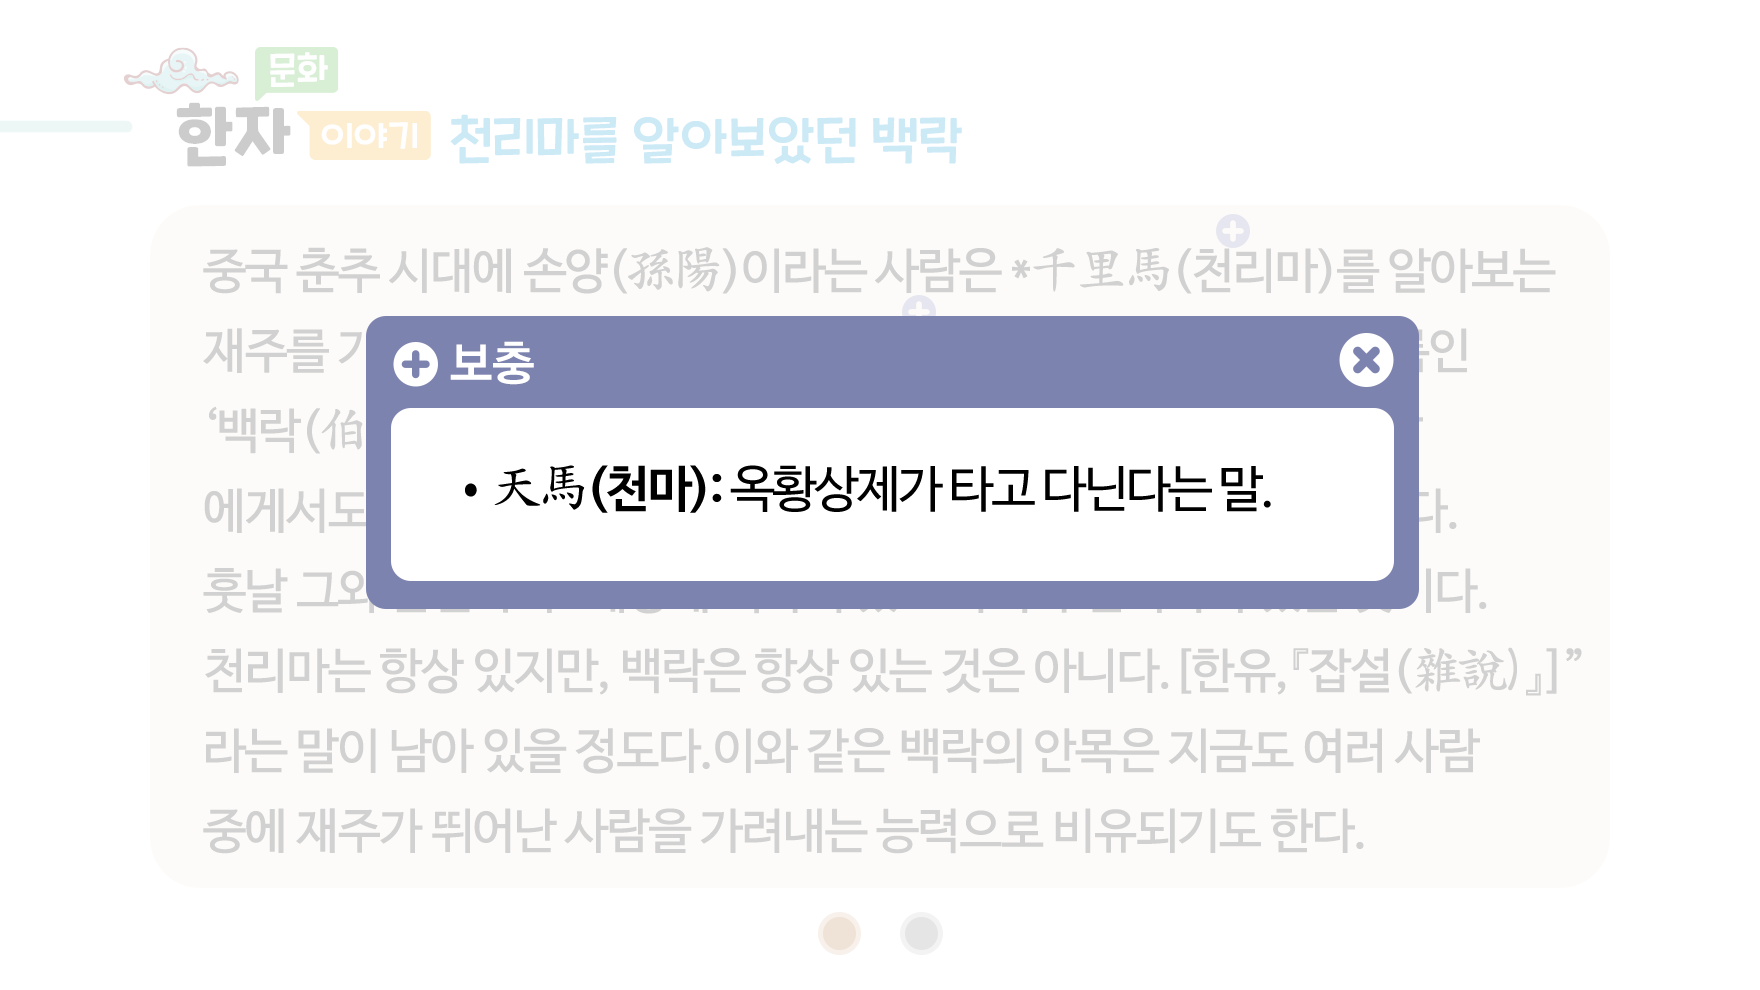 문화
한자 이야기 천리마를 알아보았던 백락
중국 춘추 시대에 손양(孫陽)이라는 사람은 *千里馬(천리마)를 알아보는
재주를
‘백락(伯
보충
• 天馬(천마): 옥황상제가 타고 다닌다는 말.
에게서도
다.
훗날 그와
이다.
천리마는 항상 있지만, 백락은 항상 있는 것은 아니다. [한유,『잡설(雜說)』]”
라는 말이 남아 있을 정도다.이와 같은 백락의 안목은 지금도 여러 사람
중에 재주가 뛰어난 사람을 가려내는 능력으로 비유되기도 한다.